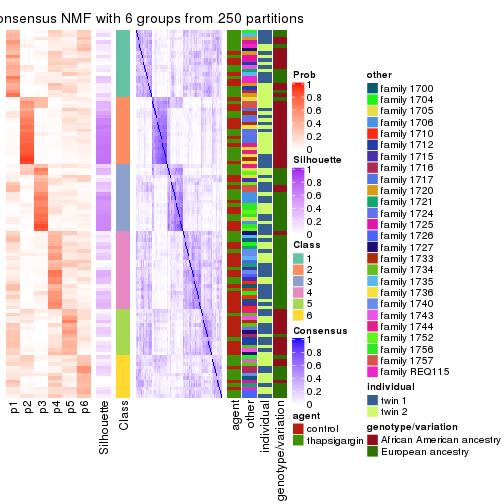 onsensus NMF with 6 groups from 250 partitions
p1
p2
p3
p4
p5
p6
Silhouette
Class
agent
other
individual
genotype/variation
Prob
1
0.8
0.6
0.4
0.2
0
Silhouette
1
0.8
0.6
0.4
0.2
0
Class
1
2
3
4
5
6
Consensus
1
0.8
0.6
0.4
0.2
0
agent
control
thapsigargin
other
family 1700
family 1704
family 1705
family 1706
family 1710
family 1712
family 1715
family 1716
family 1717
family 1720
family 1721
family 1724
family 1725
family 1726
family 1727
family 1733
family 1734
family 1735
family 1736
family 1740
family 1743
family 1744
family 1752
family 1756
family 1757
family REQ115
individual
twin 1
twin 2
genotype/variation
African American ancestry
European ancestry